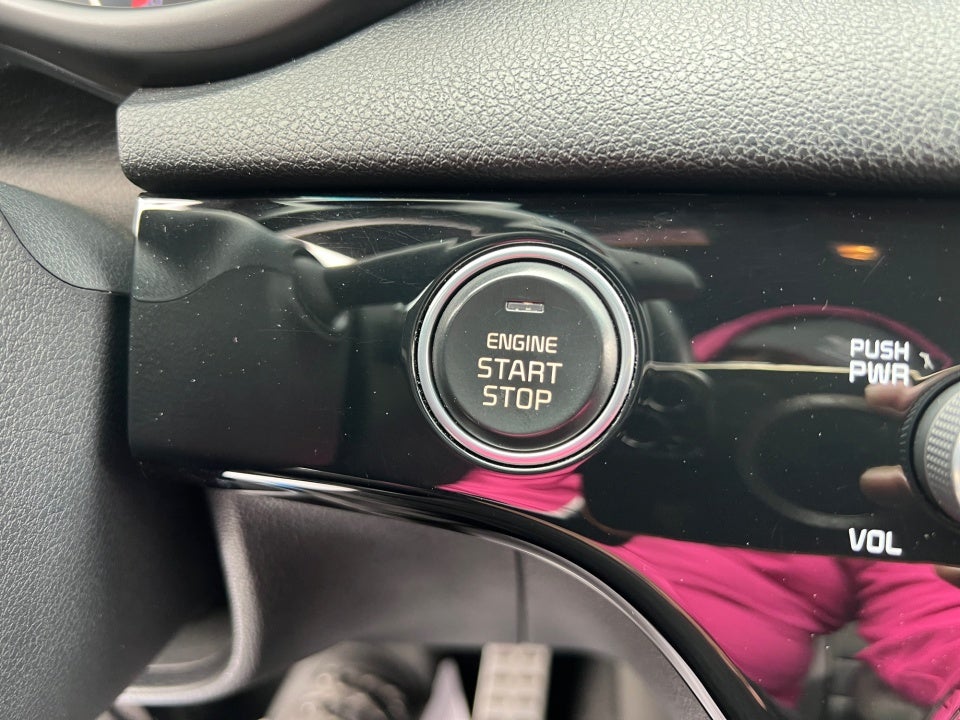 ENGINE
START
STOP
PUSH
PWR
VOL